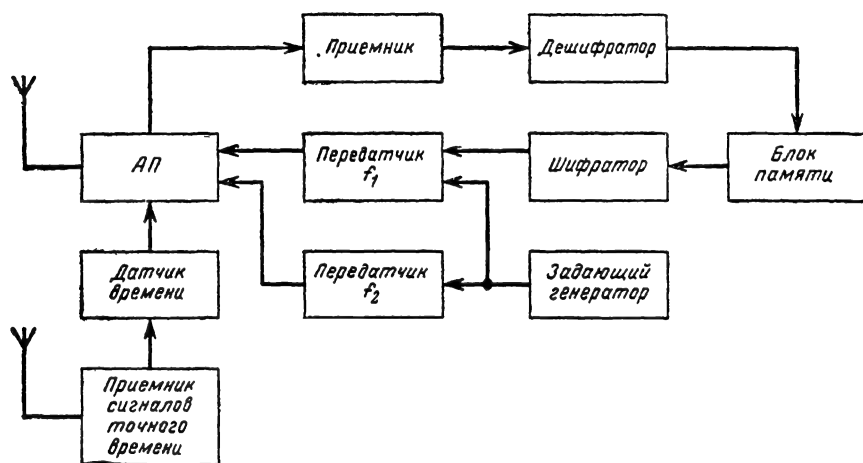 Приемник
Дешифратор
АП
Передатчик
f1
Шифратор
Блок
памяти
Датчик
времени
Передатчик
f2
Задающий
генератор
Приемник
сигналов
точного
времени